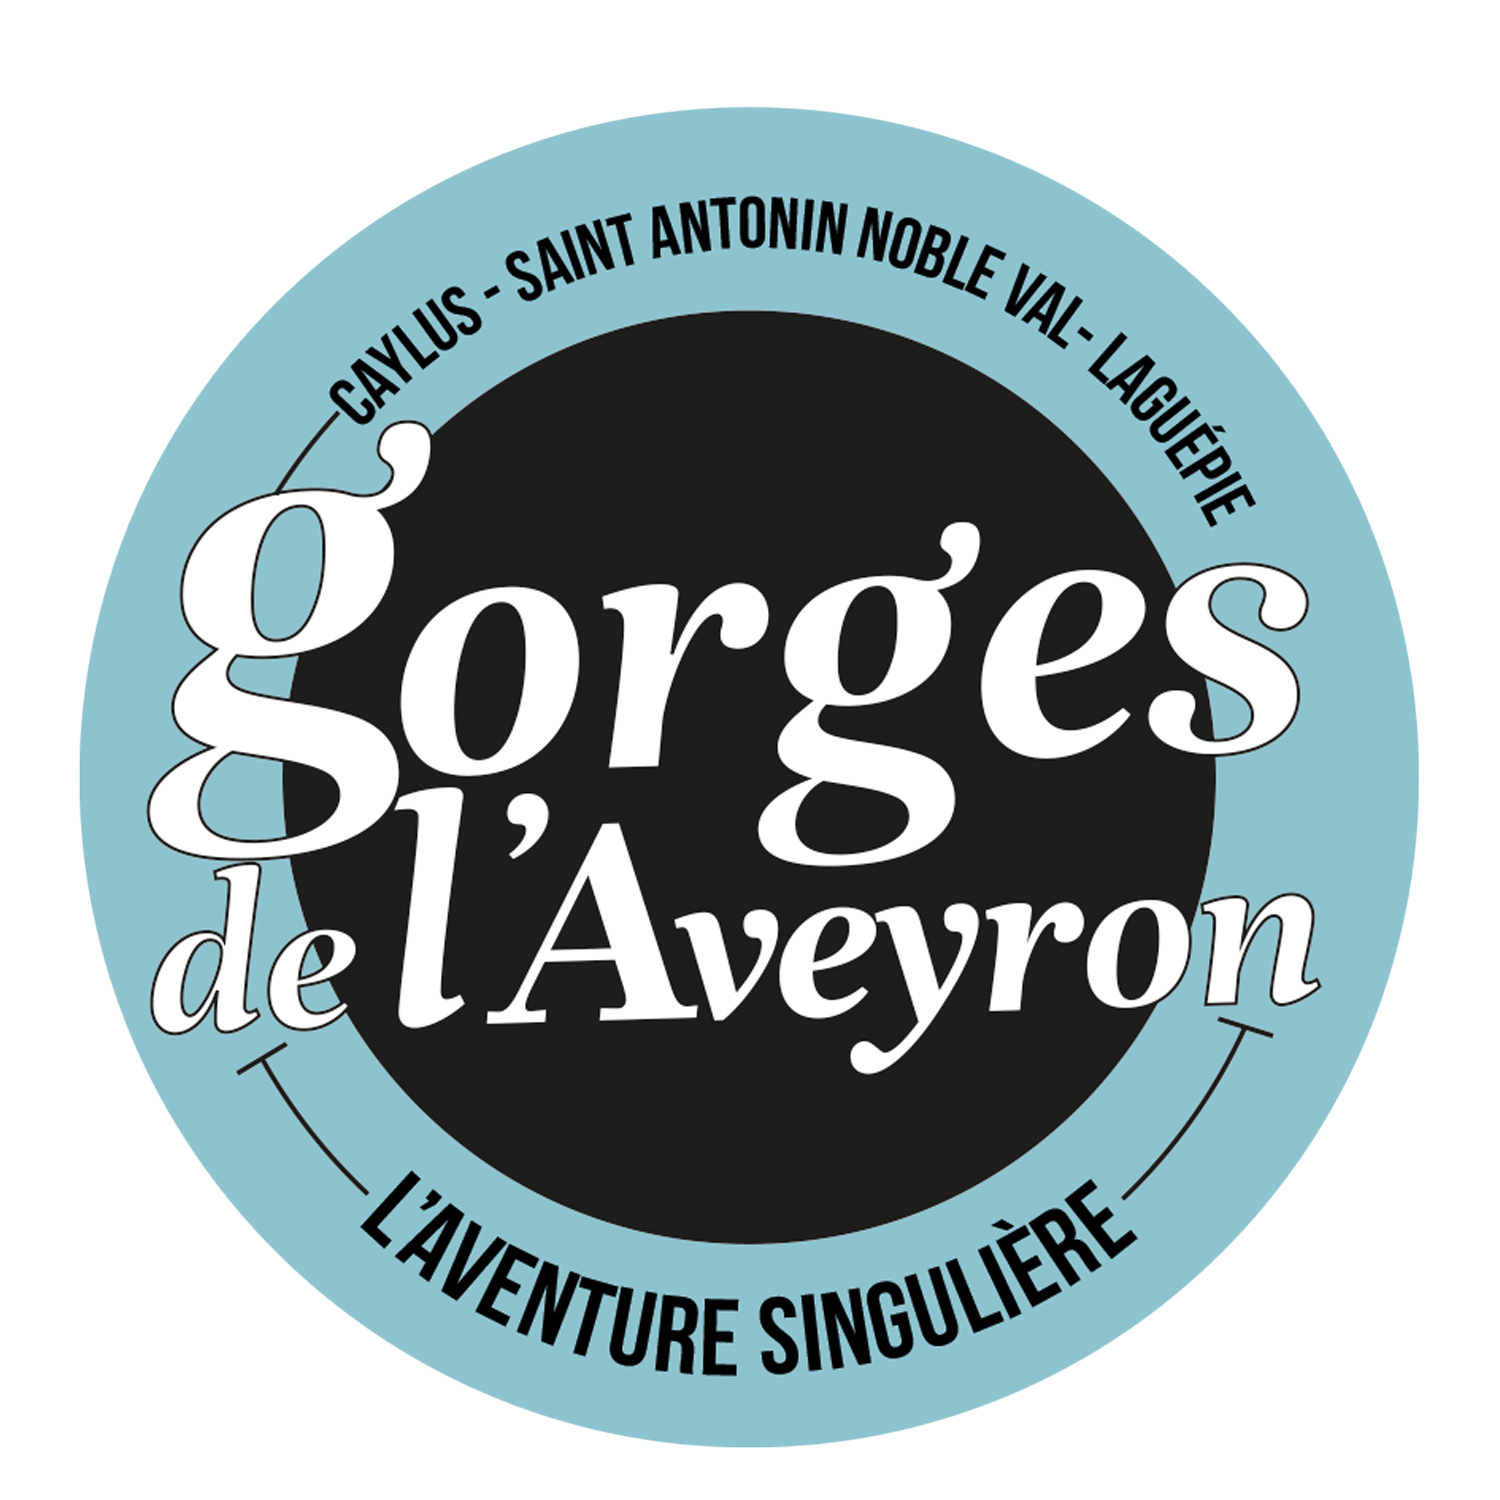 CAYLUS - SAINT ANTONIN NOBLE VAL- LAGUÉPIE
gorges
de l'Aveyron
L'AVENTURE SINGULIÈRE